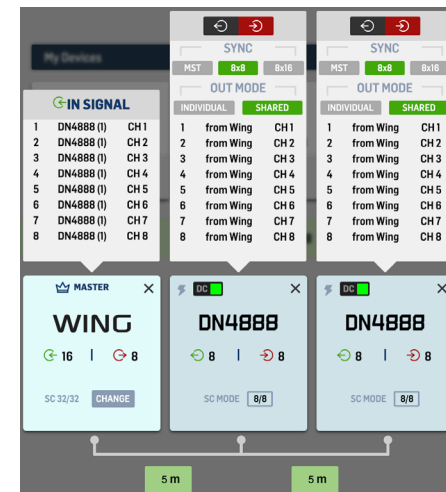 My Devices
IN SIGNAL
1 DN4888 (1) CH 1
2 DN4888 (1) CH 2
3 DN4888 (1) CH 3
4 DN4888 (1) CH 4
5 DN4888 (1) CH 5
6 DN4888 (1) CH 6
7 DN4888 (1) CH 7
8 DN4888 (1) CH 8
SYNC
MST 8x8 8x16
OUT MODE
INDIVIDUAL SHARED
1 from Wing CH 1
2 from Wing CH 2
3 from Wing CH 3
4 from Wing CH 4
5 from Wing CH 5
6 from Wing CH 6
7 from Wing CH 7
8 from Wing CH 8
SYNC
MST 8x8 8x16
OUT MODE
INDIVIDUAL SHARED
1 from Wing CH 1
2 from Wing CH 2
3 from Wing CH 3
4 from Wing CH 4
5 from Wing CH 5
6 from Wing CH 6
7 from Wing CH 7
8 from Wing CH 8
MASTER
WING
16 | 8
SC 32/32 CHANGE
DC
DN4888
8 | 8
SC MODE 8/8
DC
DN4888
8 | 8
SC MODE 8/8
5 m
5 m